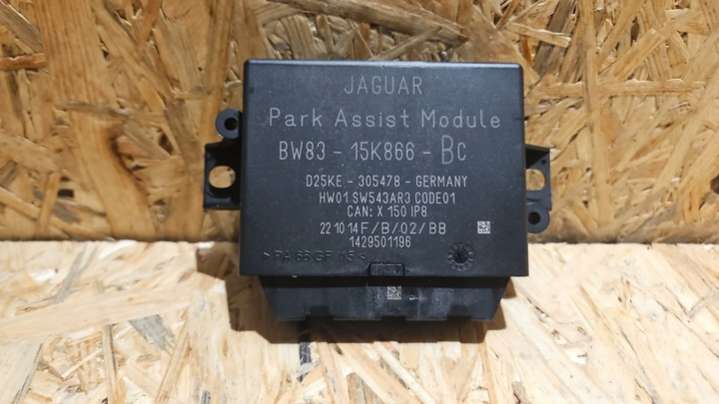 JAGUAR
Park Assist Module
BW83 - 15K866 - BC
D25KE - 305478 - GERMANY
HW01 SW543AR3 CODE01
CAN: X 150 IP8
22 10 14 F/B/02/BB
1429501196